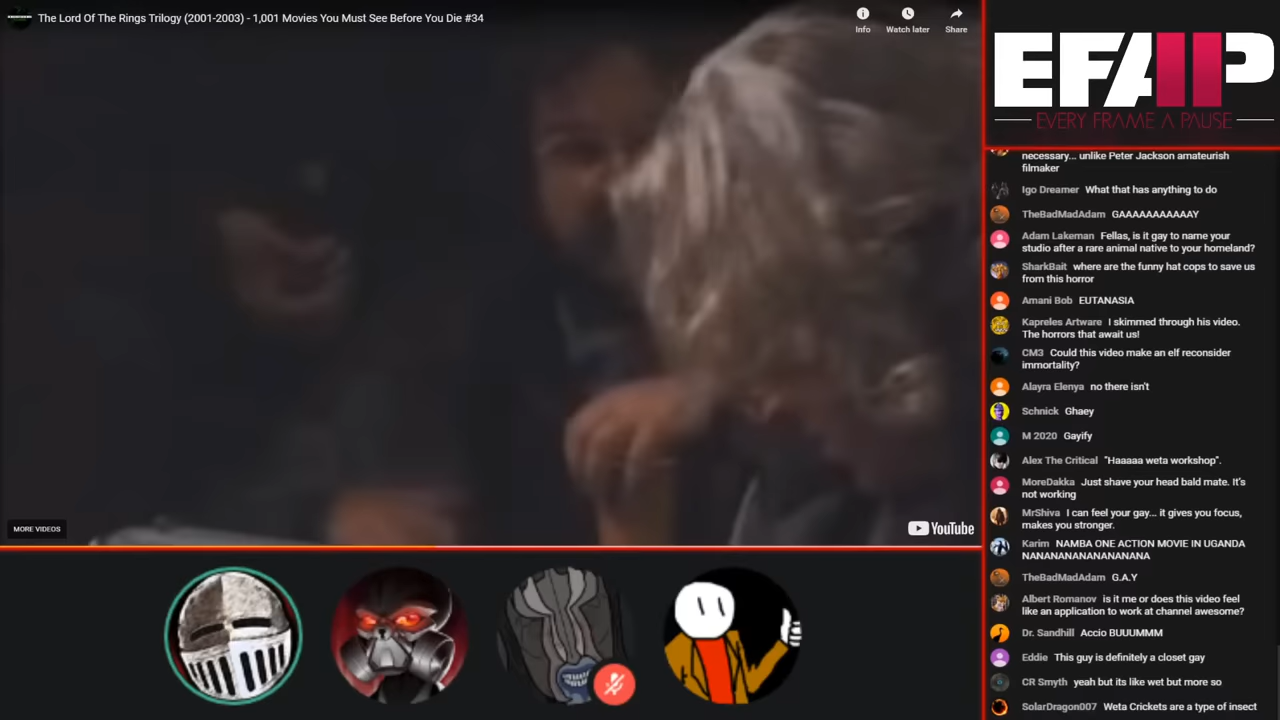 The Lord Of The Rings Trilogy (2001-2003) - 1,001 Movies You Must See Before You Die #34
Info
Watch later
Share
MORE VIDEOS
YouTube
EFAP
EVERY FRAME A PAUSE
necessary... unlike Peter Jackson amateurish
filmaker
Igo Dreamer What that has anything to do
TheBadMadAdam GAAAAAAAAAAAY
Adam Lakeman Fellas, is it gay to name your
studio after a rare animal native to your homeland?
SharkBait where are the funny hat cops to save us
from this horror
Amani Bob EUTANASIA
Kapreles Artware I skimmed through his video.
The horrors that await us!
CM3 Could this video make an elf reconsider
immortality?
Alayra Elenya no there isn't
Schnick Ghaey
M 2020 Gayify
Alex The Critical "Haaaaa weta workshop".
MoreDakka Just shave your head bald mate. It's
not working
MrShiva I can feel your gay... it gives you focus,
makes you stronger.
Karim NAMBA ONE ACTION MOVIE IN UGANDA
NANANANANANANANANA
TheBadMadAdam G.A.Y
Albert Romanov is it me or does this video feel
like an application to work at channel awesome?
Dr. Sandhill Accio BUUUMMM
Eddie This guy is definitely a closet gay
CR Smyth yeah but its like wet but more so
SolarDragon007 Weta Crickets are a type of insect